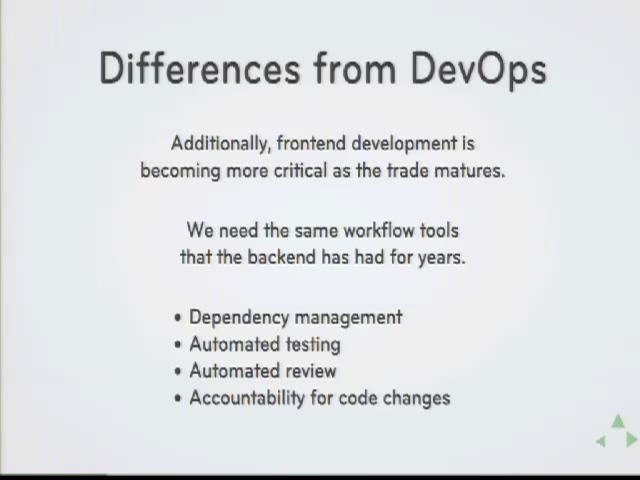 Differences from DevOps
Additionally, frontend development is
becoming more critical as the trade matures.
We need the same workflow tools
that the backend has had for years.
• Dependency management
• Automated testing
• Automated review
• Accountability for code changes